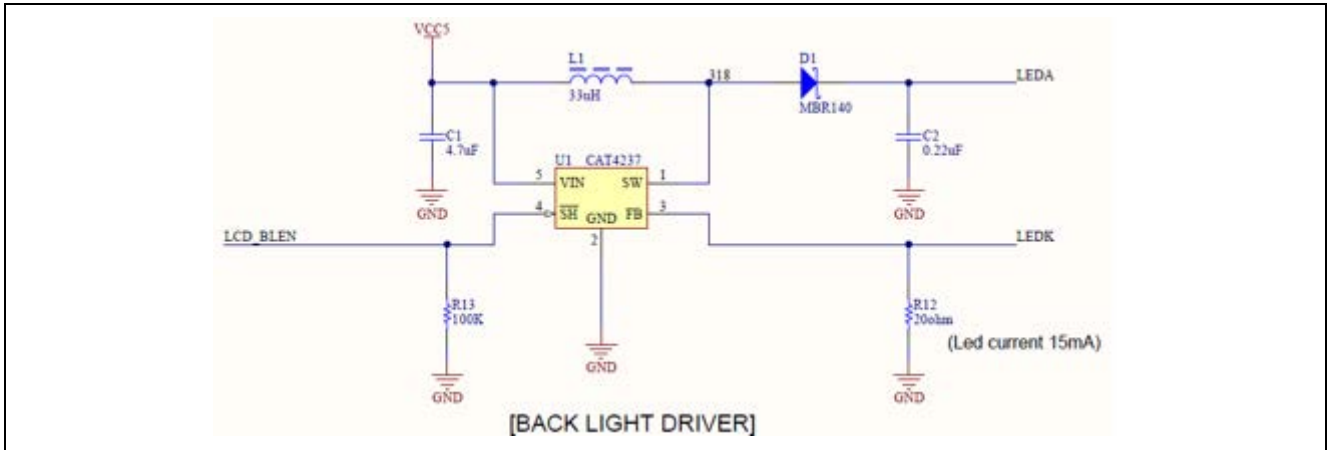 VCC5
L1
33uH
318
D1
MBR140
LEDA
C1
4.7uF
C2
0.22uF
U1 CAT4237
5 VIN SW 1
4 SH GND FB 3
2
GND
GND
LCD_BLEN
LEDK
R13
100K
R12
20ohm
(Led current 15mA)
GND
GND
GND
[BACK LIGHT DRIVER]